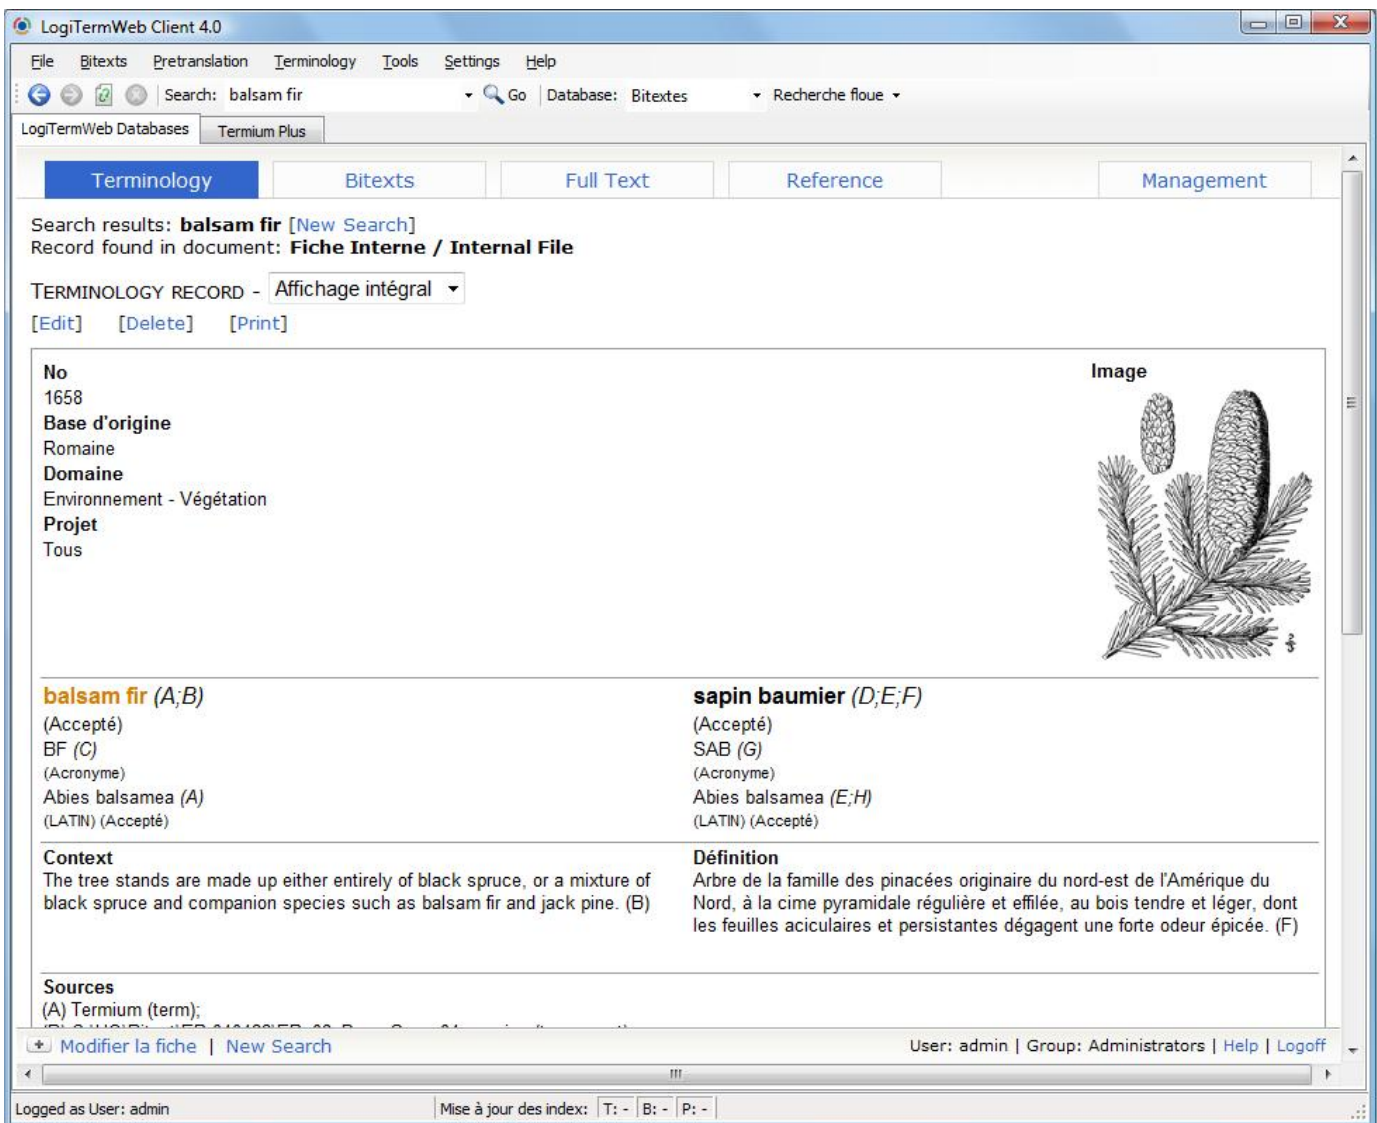 LogiTermWeb Client 4.0
File Bitexts Pretranslation Terminology Tools Settings Help
Search: balsam fir Go Database: Bitextes Recherche floue
LogiTermWeb Databases Termium Plus
Terminology Bitexts Full Text Reference Management
Search results: balsam fir [New Search]
Record found in document: Fiche Interne / Internal File
TERMINOLOGY RECORD - Affichage intégral
[Edit] [Delete] [Print]
No
1658
Base d'origine
Romaine
Domaine
Environnement - Végétation
Projet
Tous
Image
balsam fir (A;B)
(Accepté)
BF (C)
(Acronyme)
Abies balsamea (A)
(LATIN) (Accepté)
sapin baumier (D;E;F)
(Accepté)
SAB (G)
(Acronyme)
Abies balsamea (E;H)
(LATIN) (Accepté)
Context
The tree stands are made up either entirely of black spruce, or a mixture of
black spruce and companion species such as balsam fir and jack pine. (B)
Définition
Arbre de la famille des pinacées originaire du nord-est de l'Amérique du
Nord, à la cime pyramidale régulière et effilée, au bois tendre et léger, dont
les feuilles aciculaires et persistantes dégagent une forte odeur épicée. (F)
Sources
(A) Termium (term);
Modifier la fiche | New Search
User: admin | Group: Administrators | Help | Logoff
Logged as User: admin
Mise à jour des index: T: - B: - P: -